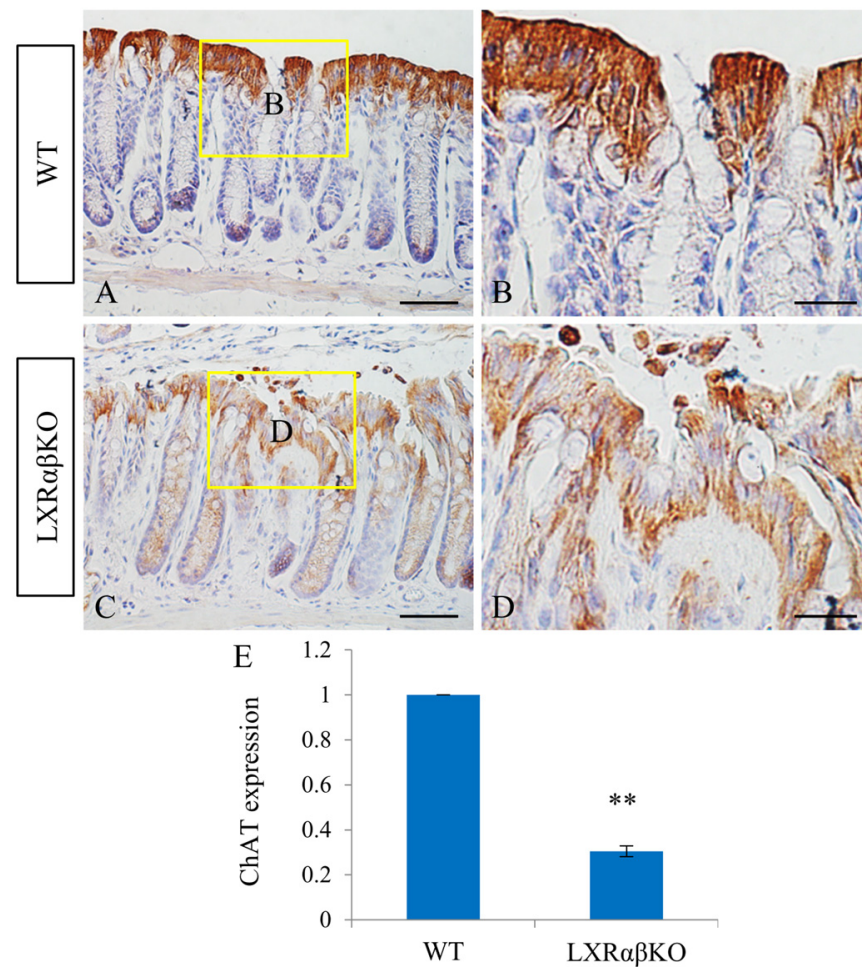 WT
B
A
B
LXRαβKO
D
C
D
E
1.2
1
0.8
0.6
0.4
0.2
0
ChAT expression
**
WT
LXRαβKO